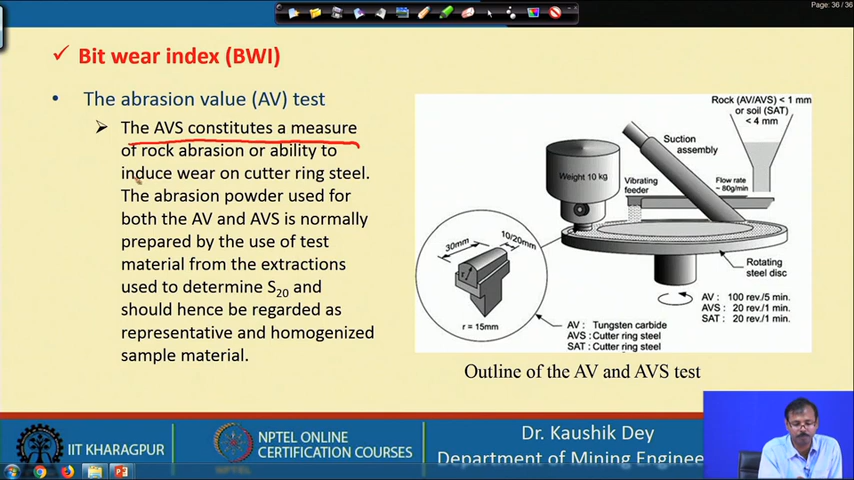 Page: 36 / 36
✓ Bit wear index (BWI)
• The abrasion value (AV) test
➢ The AVS constitutes a measure
of rock abrasion or ability to
induce wear on cutter ring steel.
The abrasion powder used for
both the AV and AVS is normally
prepared by the use of test
material from the extractions
used to determine S20 and
should hence be regarded as
representative and homogenized
sample material.
Rock (AV/AVS) < 1 mm
or soil (SAT)
< 4 mm
Suction
assembly
Weight 10 kg
Vibrating
feeder
Flow rate
~ 80g/min
30mm
10/20mm
r
r = 15mm
Rotating
steel disc
AV : 100 rev./5 min.
AVS : 20 rev./1 min.
SAT : 20 rev./1 min.
AV : Tungsten carbide
AVS : Cutter ring steel
SAT : Cutter ring steel
Outline of the AV and AVS test
IIT KHARAGPUR
NPTEL ONLINE
CERTIFICATION COURSES
Dr. Kaushik Dey
Department of Mining Enginee